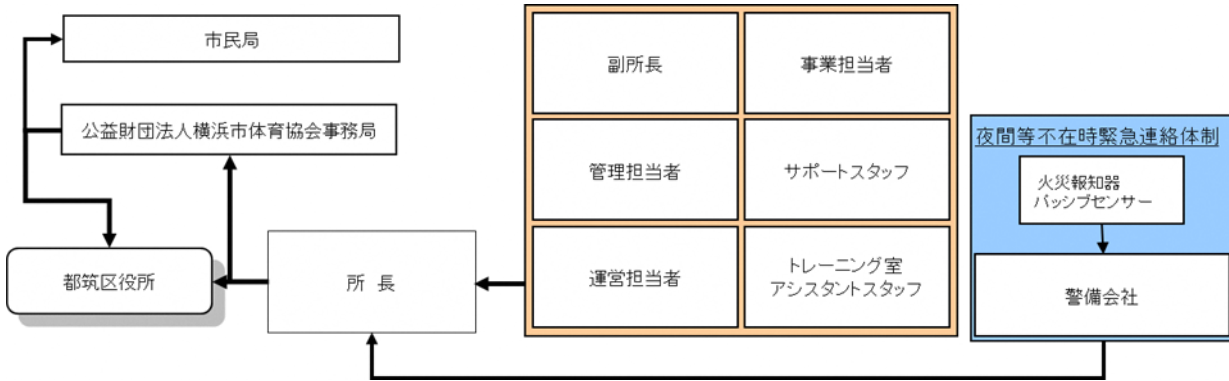 市民局
公益財団法人横浜市体育協会事務局
都筑区役所
所 長
副所長
事業担当者
管理担当者
サポートスタッフ
運営担当者
トレーニング室
アシスタントスタッフ
夜間等不在時緊急連絡体制
火災報知器
パッシブセンサー
警備会社